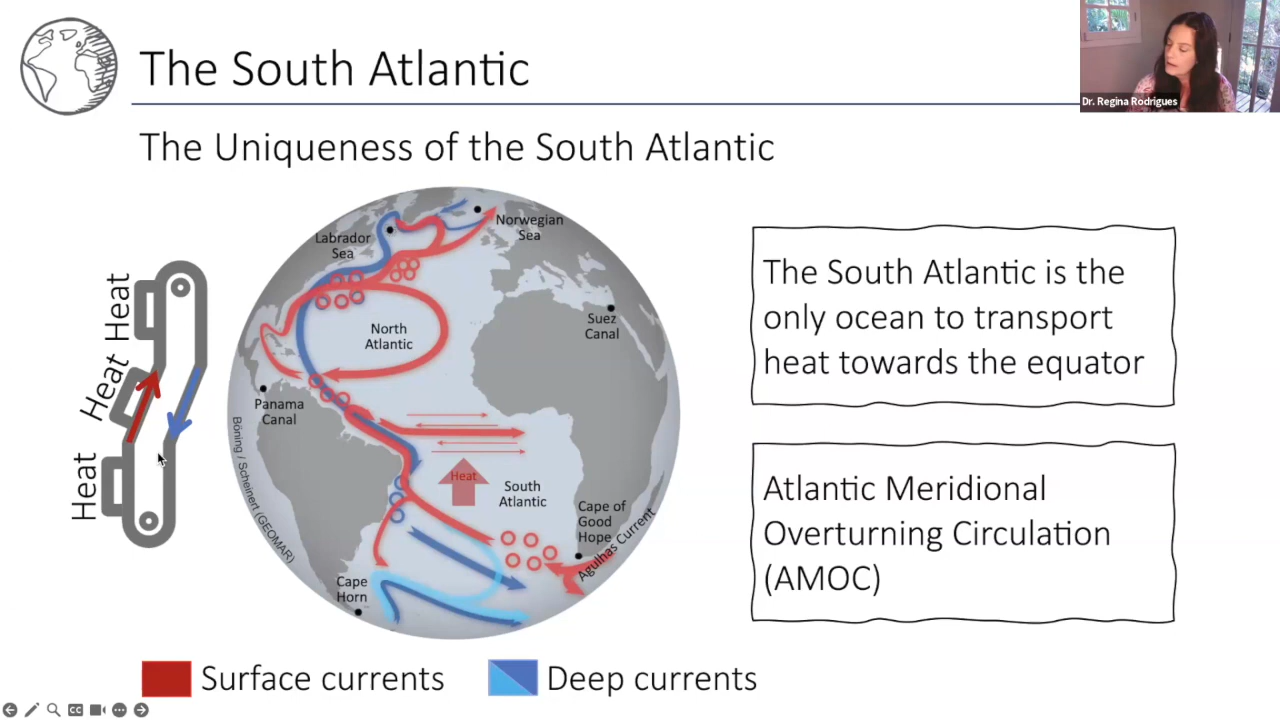 The South Atlantic
Dr. Regina Rodrigues
The Uniqueness of the South Atlantic
Heat
Heat
Heat
Labrador
Sea
Norwegian
Sea
North
Atlantic
Suez
Canal
Panama
Canal
Heat
South
Atlantic
Cape of
Good
Hope
Agulhas Current
Cape
Horn
Böning / Scheinert (GEOMAR)
The South Atlantic is the
only ocean to transport
heat towards the equator
Atlantic Meridional
Overturning Circulation
(AMOC)
Surface currents
Deep currents
CC